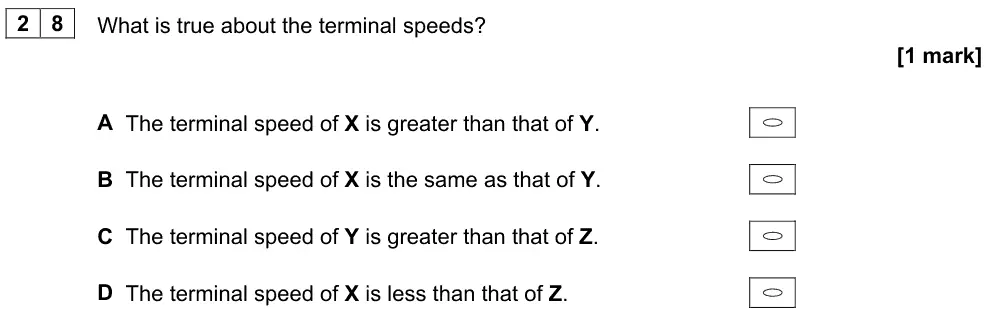 2 8 What is true about the terminal speeds?
[1 mark]
A The terminal speed of X is greater than that of Y.
B The terminal speed of X is the same as that of Y.
C The terminal speed of Y is greater than that of Z.
D The terminal speed of X is less than that of Z.